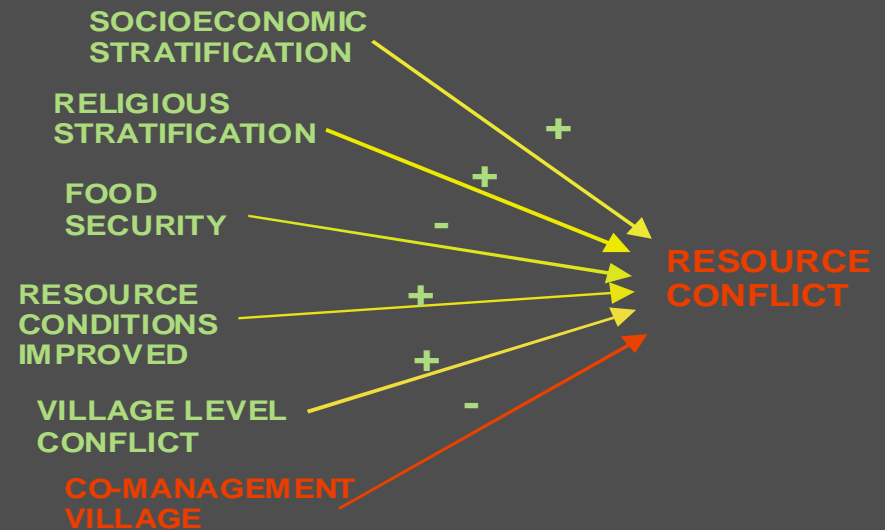 SOCIOECONOMIC
STRATIFICATION
+
RELIGIOUS
STRATIFICATION
+
FOOD
SECURITY
-
RESOURCE
CONFLICT
RESOURCE
CONDITIONS
IMPROVED
+
VILLAGE LEVEL
CONFLICT
+
-
CO-MANAGEMENT
VILLAGE